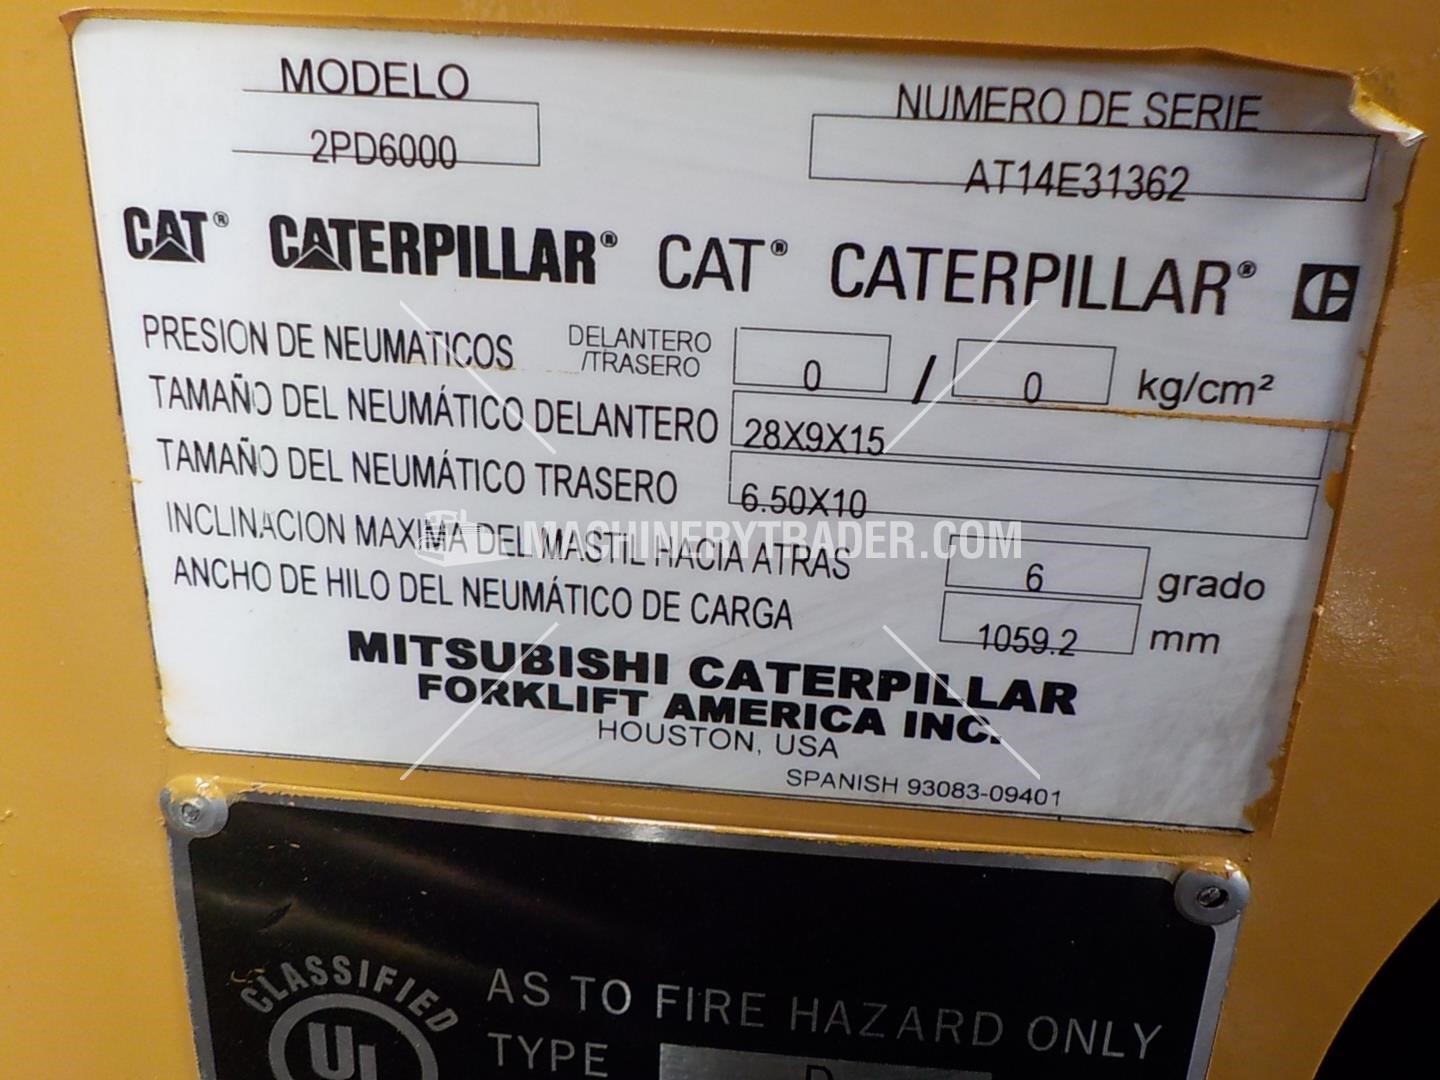 MODELO
NUMERO DE SERIE
2PD6000
AT14E31362
CAT® CATERPILLAR® CAT® CATERPILLAR®
PRESION DE NEUMATICOS DELANTERO /TRASERO 0 / 0 kg/cm²
TAMAÑO DEL NEUMÁTICO DELANTERO 28X9X15
TAMAÑO DEL NEUMÁTICO TRASERO 6.50X10
MACHINERYTRADER.COM
INCLINACION MAXIMA DEL MASTIL HACIA ATRAS 6 grado
ANCHO DE HILO DEL NEUMÁTICO DE CARGA 1059.2 mm
MITSUBISHI CATERPILLAR
FORKLIFT AMERICA INC.
HOUSTON, USA
SPANISH 93083-09401
CLASSIFIED
UL
AS TO FIRE HAZARD ONLY
TYPE